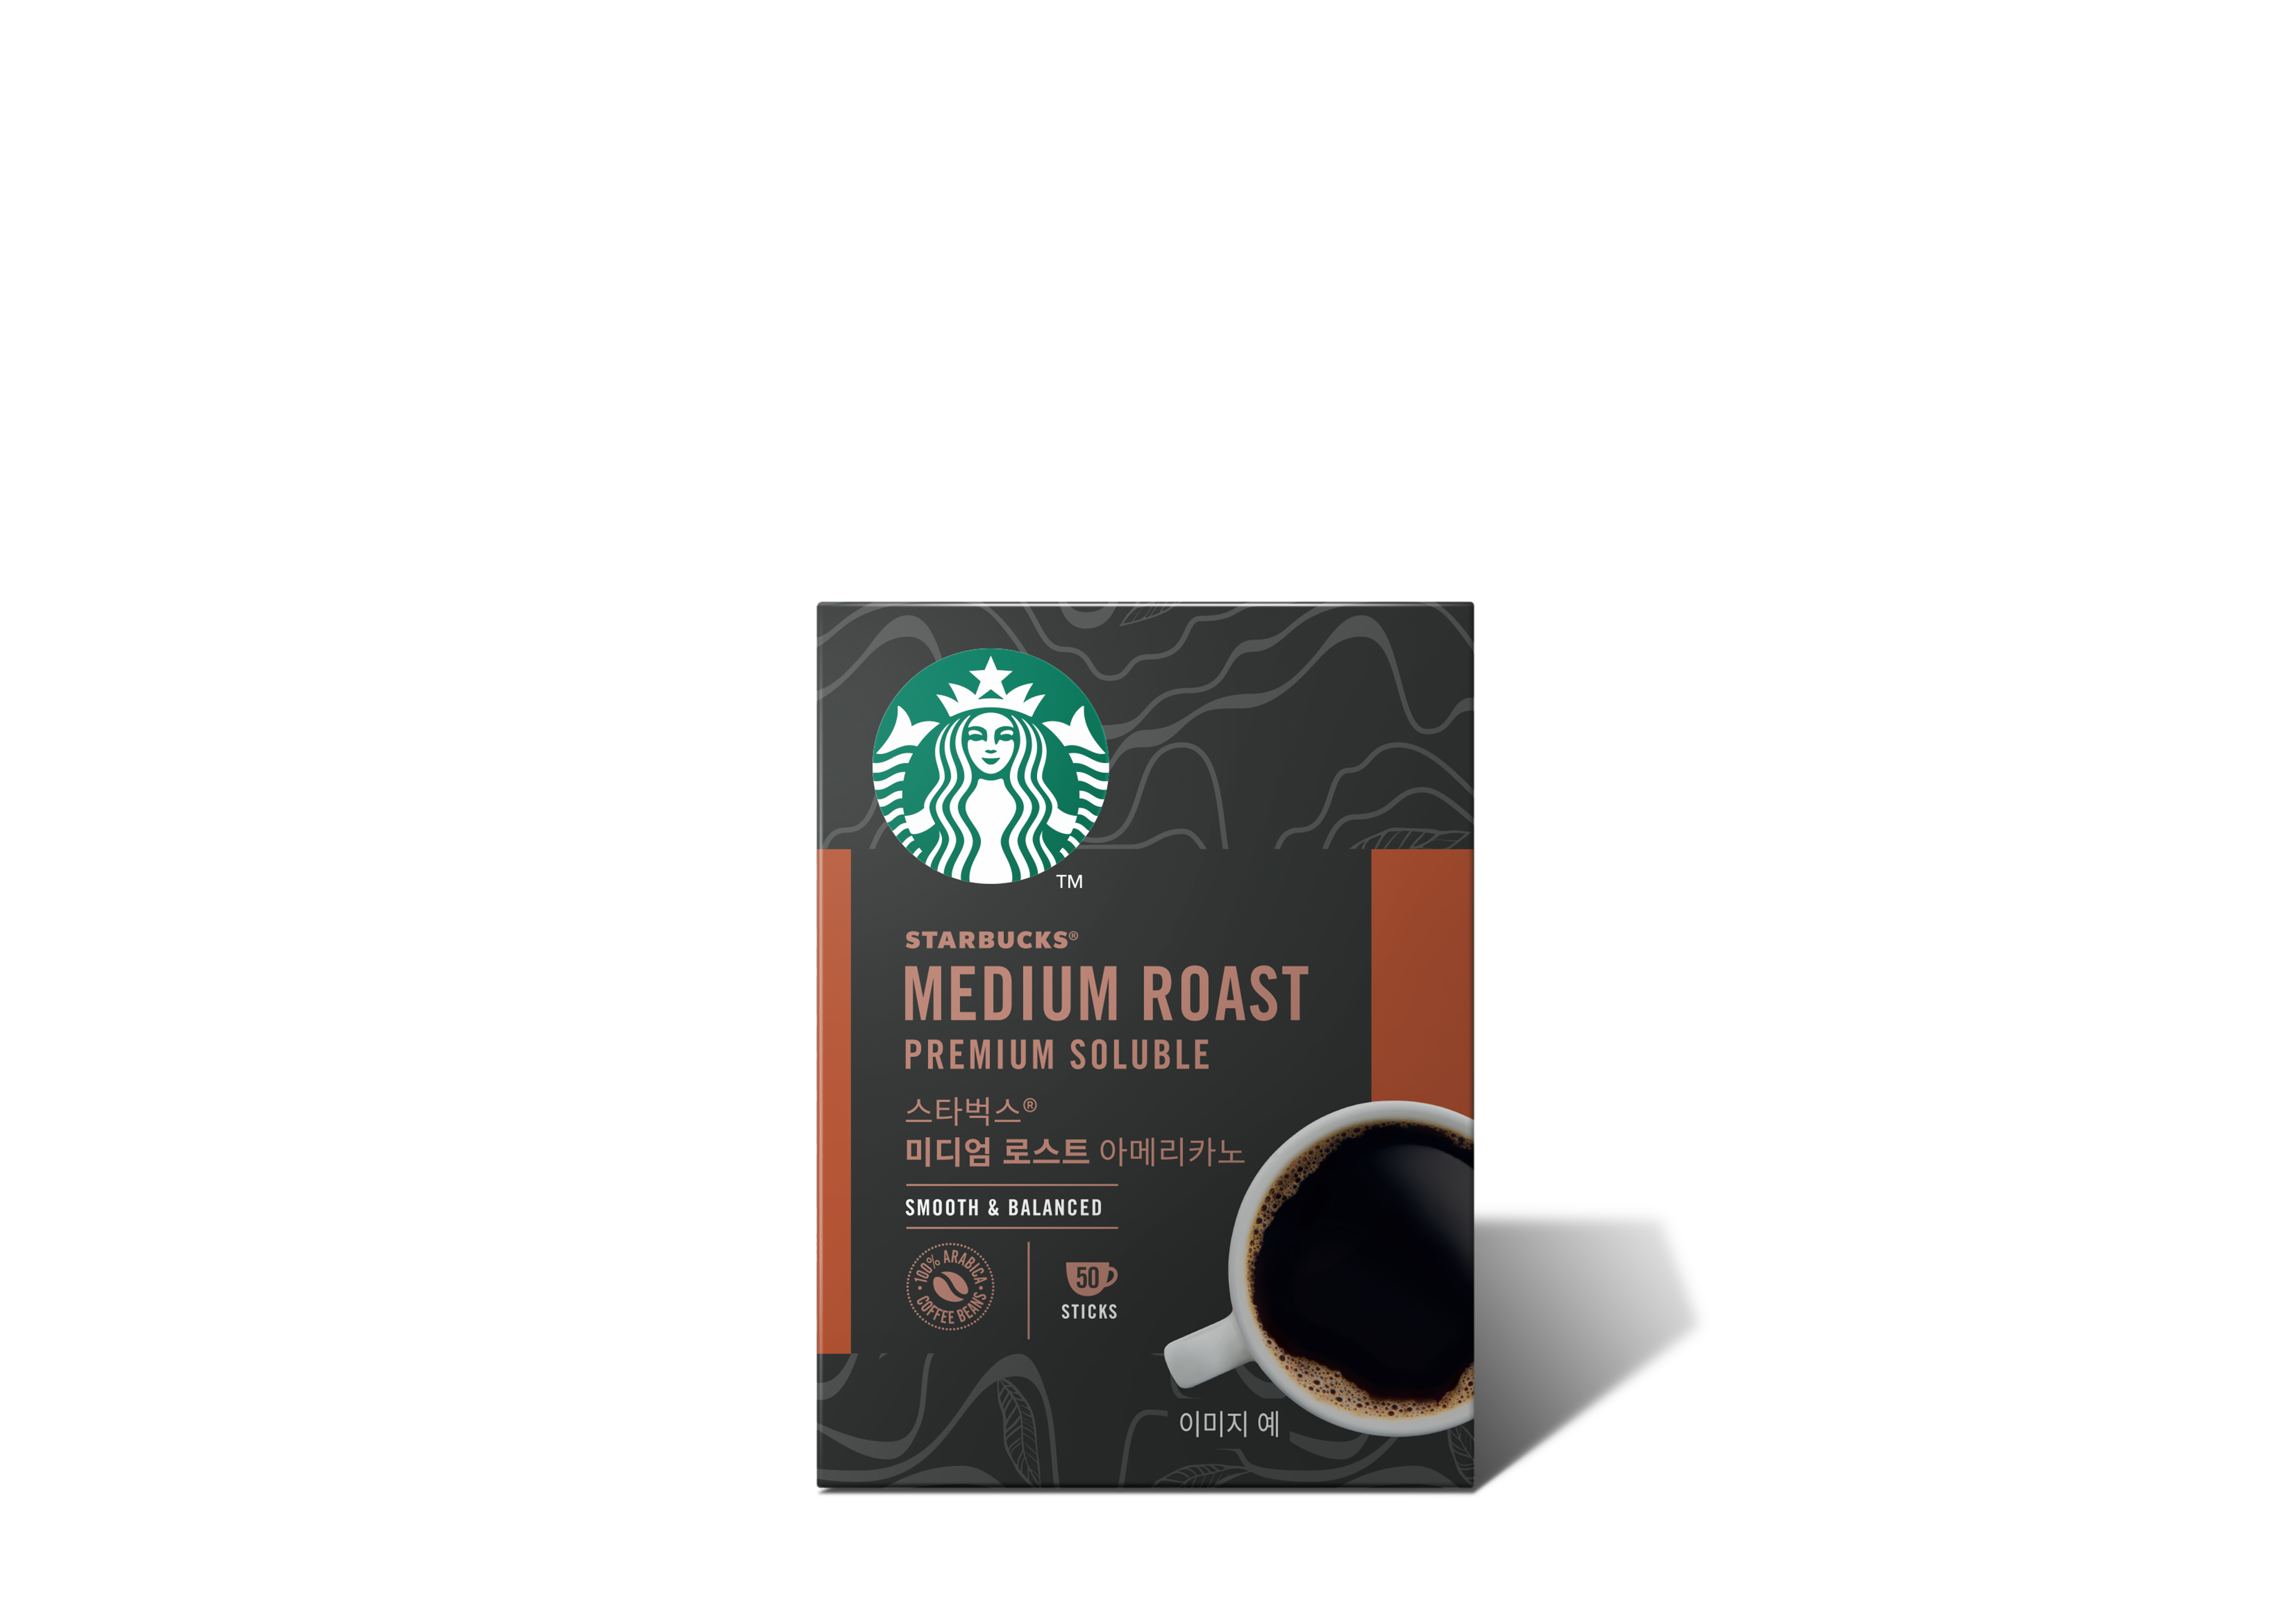 TM
STARBUCKS®
MEDIUM ROAST
PREMIUM SOLUBLE
스타벅스®
미디엄 로스트 아메리카노
SMOOTH & BALANCED
100% ARABICA
COFFEE BEANS
50
STICKS
이미지 예